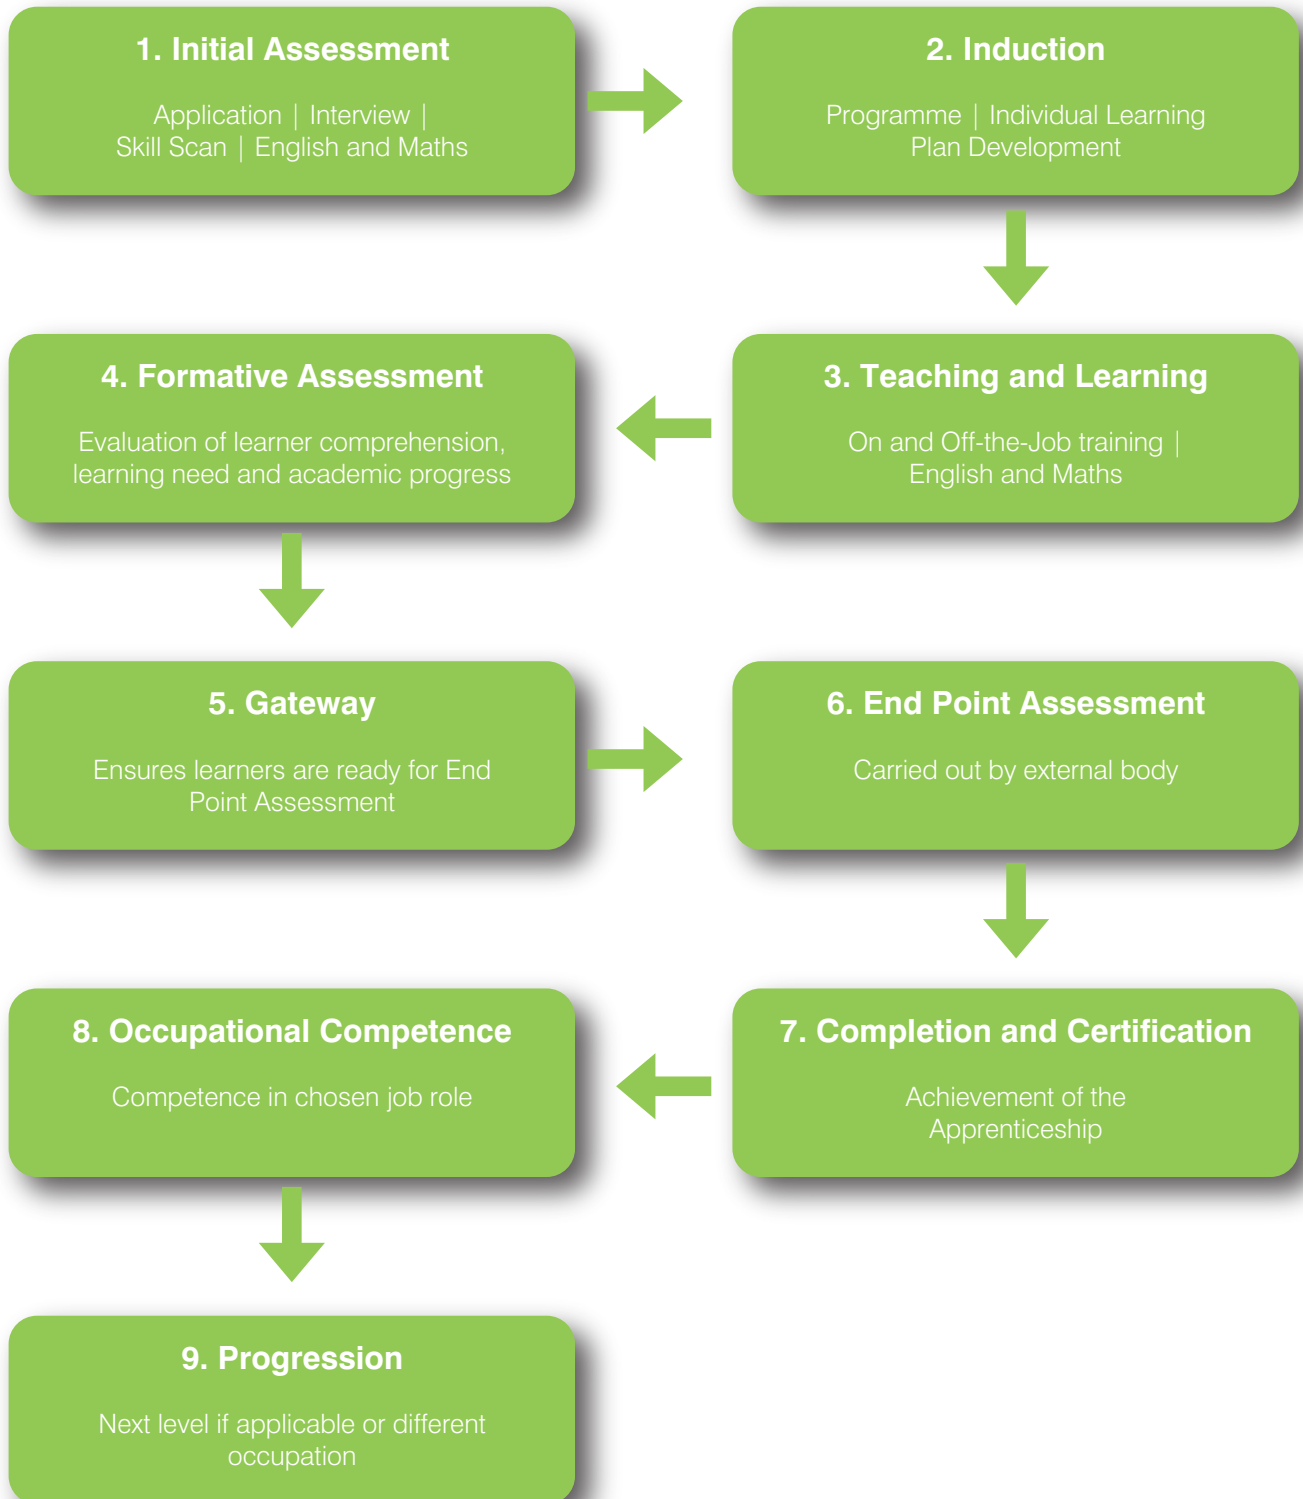 1. Initial Assessment
Application | Interview |
Skill Scan | English and Maths
2. Induction
Programme | Individual Learning
Plan Development
3. Teaching and Learning
On and Off-the-Job training |
English and Maths
4. Formative Assessment
Evaluation of learner comprehension,
learning need and academic progress
5. Gateway
Ensures learners are ready for End
Point Assessment
6. End Point Assessment
Carried out by external body
7. Completion and Certification
Achievement of the
Apprenticeship
8. Occupational Competence
Competence in chosen job role
9. Progression
Next level if applicable or different
occupation